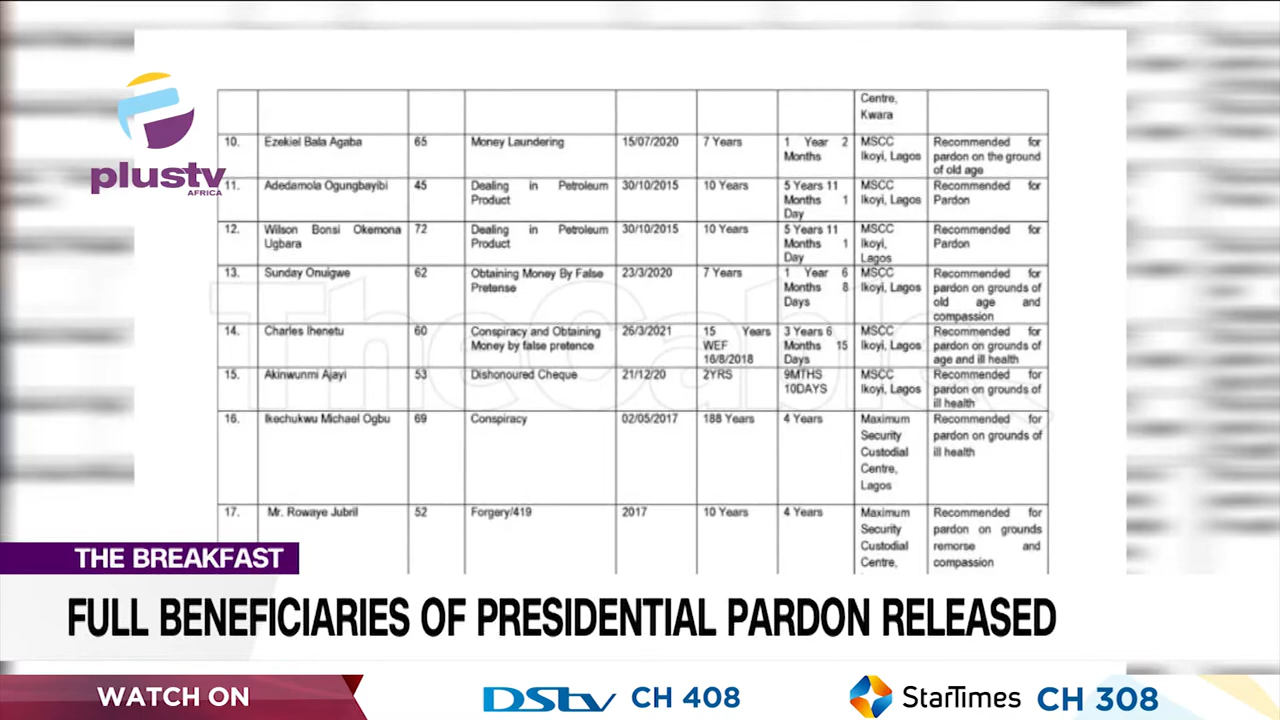 plustv
AFRICA
Centre,
Kwara
10. Ezekiel Bala Agaba 65 Money Laundering 15/07/2020 7 Years 1 Year 2 MSCC Recommended for
Months Ikoyi, Lagos pardon on the ground
of old age
11. Adedamola Ogungbayibi 45 Dealing in Petroleum 30/10/2015 10 Years 5 Years 11 MSCC Recommended for
Product Months 1 Ikoyi, Lagos Pardon
Day
12. Wilson Bonsi Okemona 72 Dealing in Petroleum 30/10/2015 10 Years 5 Years 11 MSCC Recommended for
Ugbara Product Months 1 Ikoyi, Pardon
Day Lagos
13. Sunday Onuigwe 62 Obtaining Money By False 23/3/2020 7 Years 1 Year 6 MSCC Recommended for
Pretense Months 8 Ikoyi, Lagos pardon on grounds of
Days old age and
compassion
14. Charles Ihenetu 60 Conspiracy and Obtaining 26/3/2021 15 Years 3 Years 6 MSCC Recommended for
Money by false pretence WEF Months 15 Ikoyi, Lagos pardon on grounds of
16/8/2018 Days age and ill health
15. Akinwunmi Ajayi 53 Dishonoured Cheque 21/12/20 2YRS 9MTHS MSCC Recommended for
10DAYS Ikoyi, Lagos pardon on grounds of
ill health
16. Ikechukwu Michael Ogbu 69 Conspiracy 02/05/2017 188 Years 4 Years Maximum Recommended for
Security pardon on grounds of
Custodial ill health
Centre,
Lagos
17. Mr. Rowaye Jubril 52 Forgery/419 2017 10 Years 4 Years Maximum Recommended for
Security pardon on grounds
Custodial remorse and
Centre, compassion
TheCable
THE BREAKFAST
FULL BENEFICIARIES OF PRESIDENTIAL PARDON RELEASED
WATCH ON
DStv CH 408
StarTimes CH 308